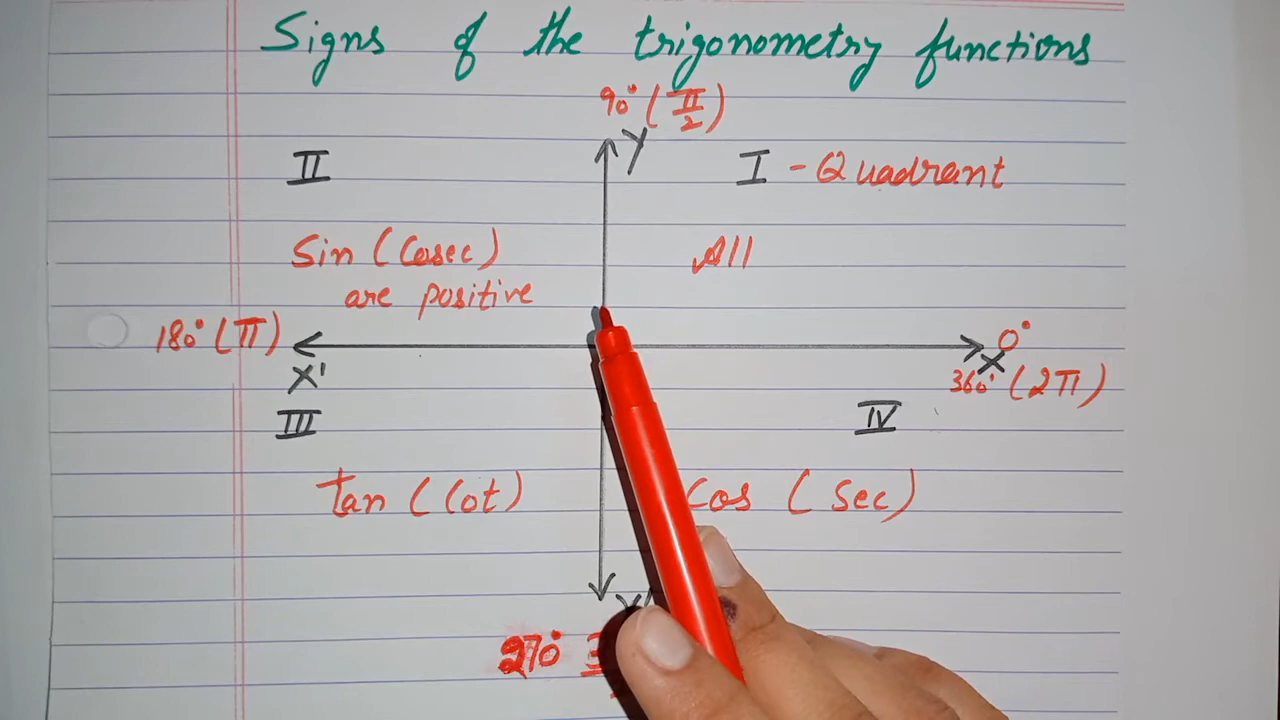 Signs of the trigonometry functions
90° (π/2)
Y
II
I - Quadrant
Sin (Cosec)
are positive
All
180° (π)
0°
X'
X
360° (2π)
III
IV
tan (Cot)
Cos (Sec)
270°